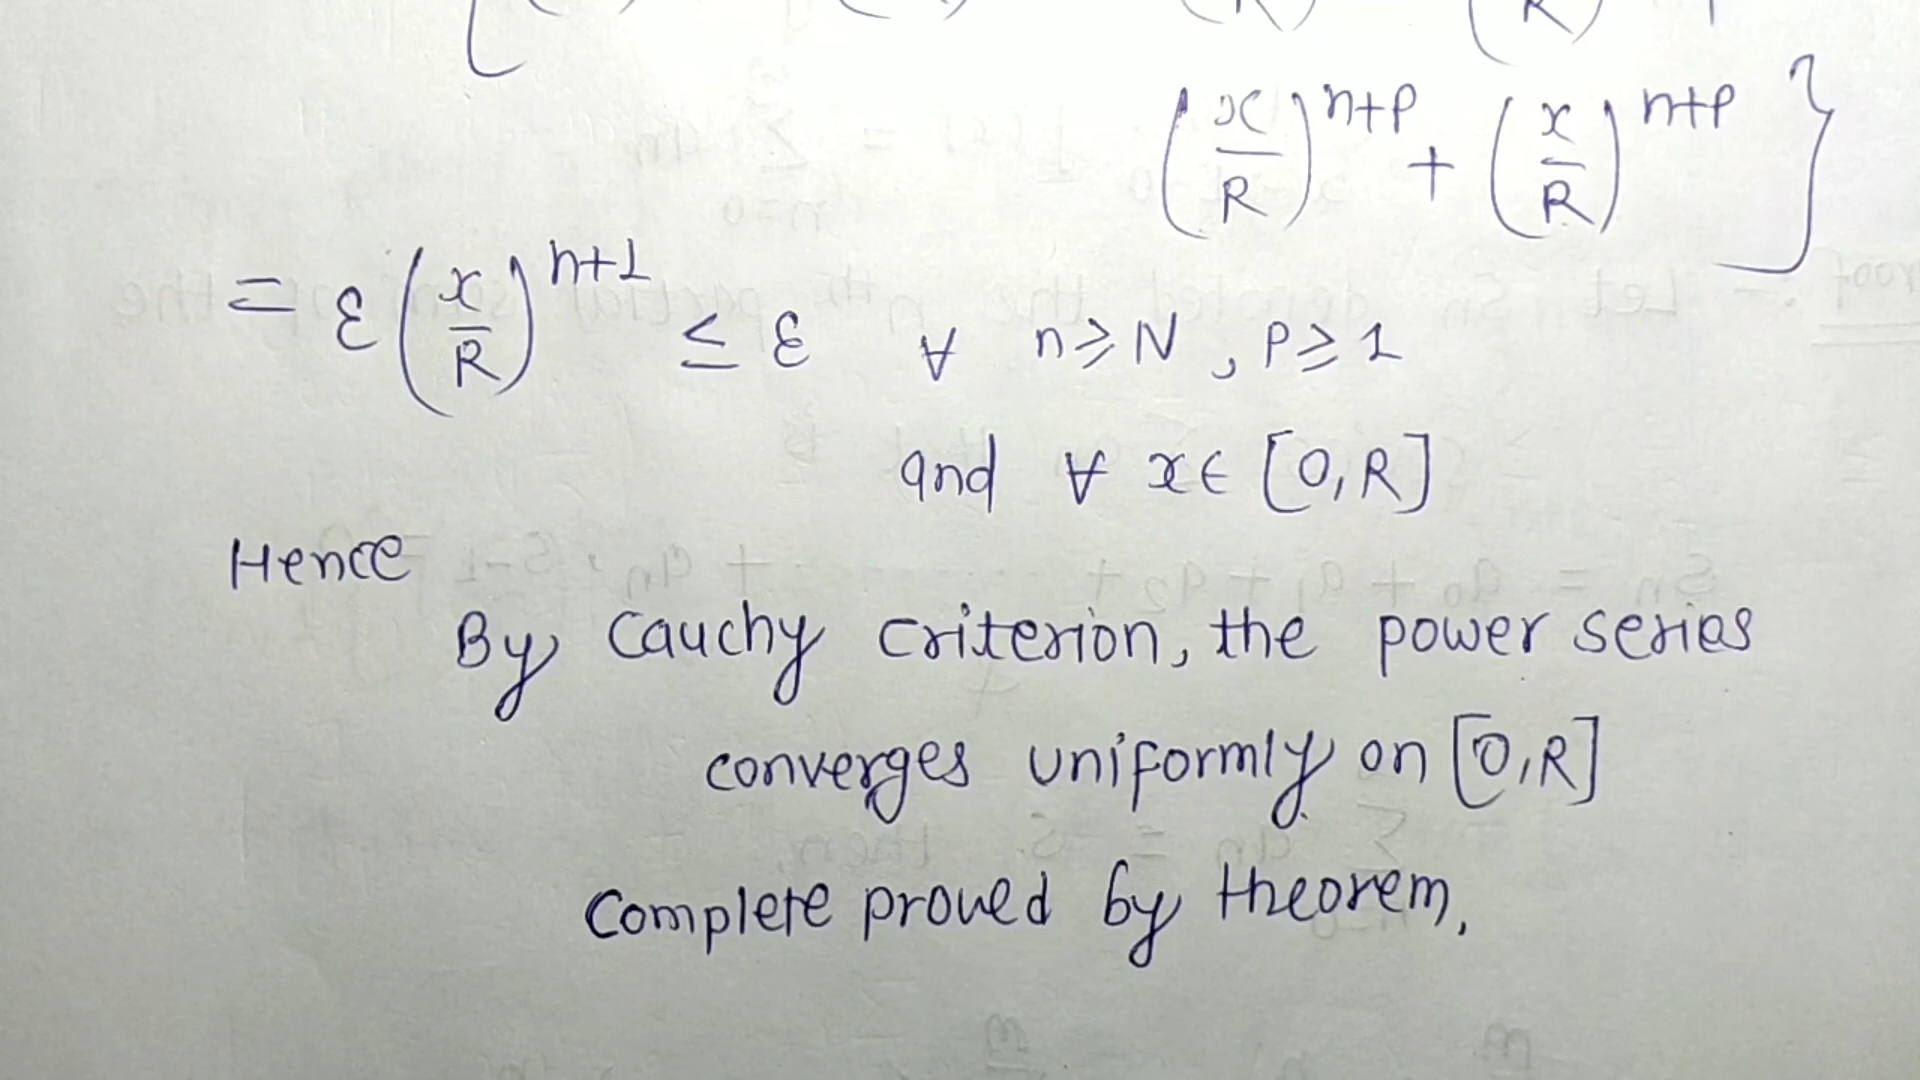 (x/R)^{n+p} + (x/R)^{n+p} }
= ε(x/R)^{n+1} ≤ ε ∀ n ≥ N, p ≥ 1
and ∀ x ∈ [0,R]
Hence
By Cauchy criterion, the power series
converges uniformly on [0,R]
Complete proved by theorem.